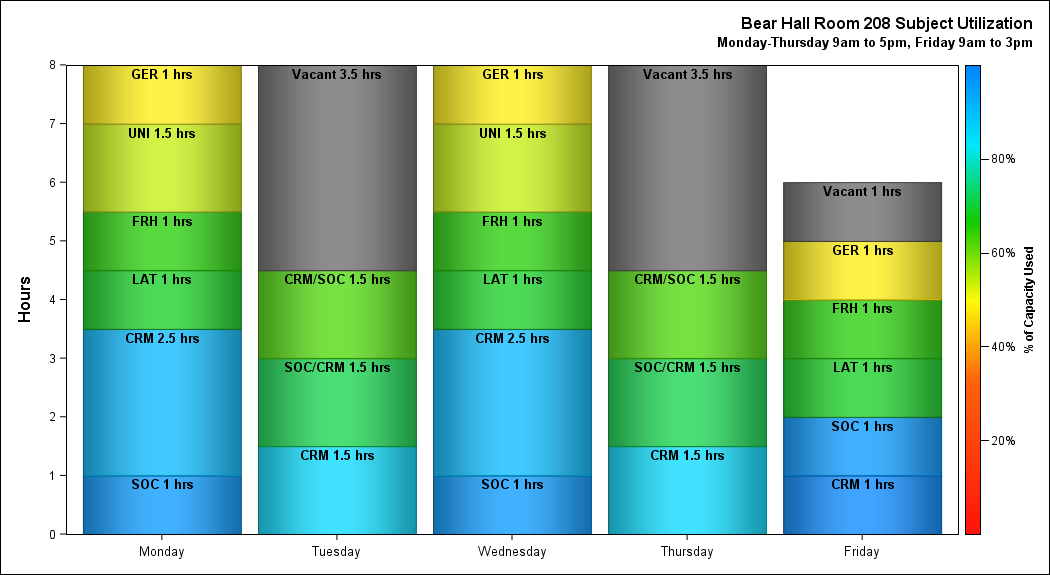 Bear Hall Room 208 Subject Utilization
Monday-Thursday 9am to 5pm, Friday 9am to 3pm
Hours
8
7
6
5
4
3
2
1
0
GER 1 hrs
UNI 1.5 hrs
FRH 1 hrs
LAT 1 hrs
CRM 2.5 hrs
SOC 1 hrs
Monday
Vacant 3.5 hrs
CRM/SOC 1.5 hrs
SOC/CRM 1.5 hrs
CRM 1.5 hrs
Tuesday
GER 1 hrs
UNI 1.5 hrs
FRH 1 hrs
LAT 1 hrs
CRM 2.5 hrs
SOC 1 hrs
Wednesday
Vacant 3.5 hrs
CRM/SOC 1.5 hrs
SOC/CRM 1.5 hrs
CRM 1.5 hrs
Thursday
Vacant 1 hrs
GER 1 hrs
FRH 1 hrs
LAT 1 hrs
SOC 1 hrs
CRM 1 hrs
Friday
80%
60%
40%
20%
% of Capacity Used